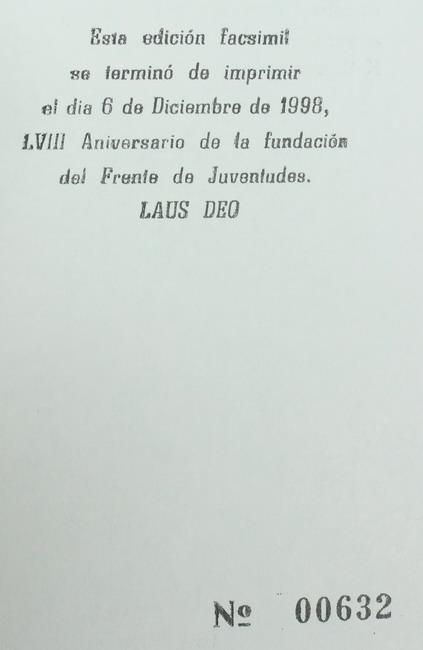 Esta edición facsimil
se terminó de imprimir
el dia 6 de Diciembre de 1998,
LVIII Aniversario de la fundación
del Frente de Juventudes.
LAUS DEO
Nº 00632